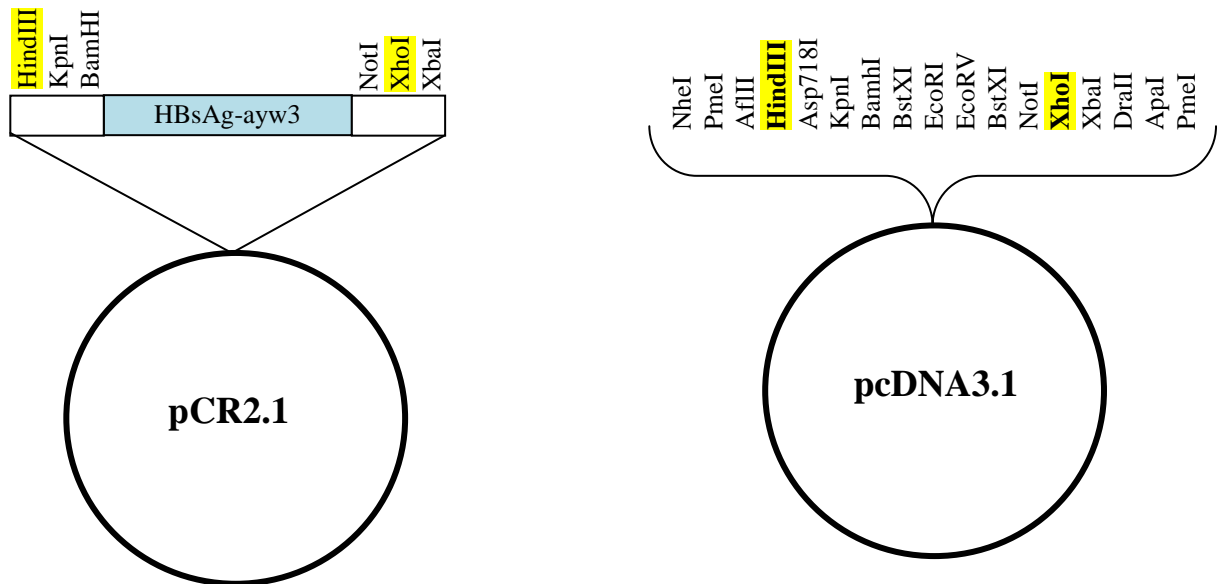 HindIII
KpnI
BamHI
NotI
XhoI
XbaI
HBsAg-ayw3
pCR2.1
NheI
PmeI
AflII
HindIII
Asp718I
KpnI
BamhI
BstXI
EcoRI
EcoRV
BstXI
NotI
XhoI
XbaI
DraII
ApaI
PmeI
pcDNA3.1